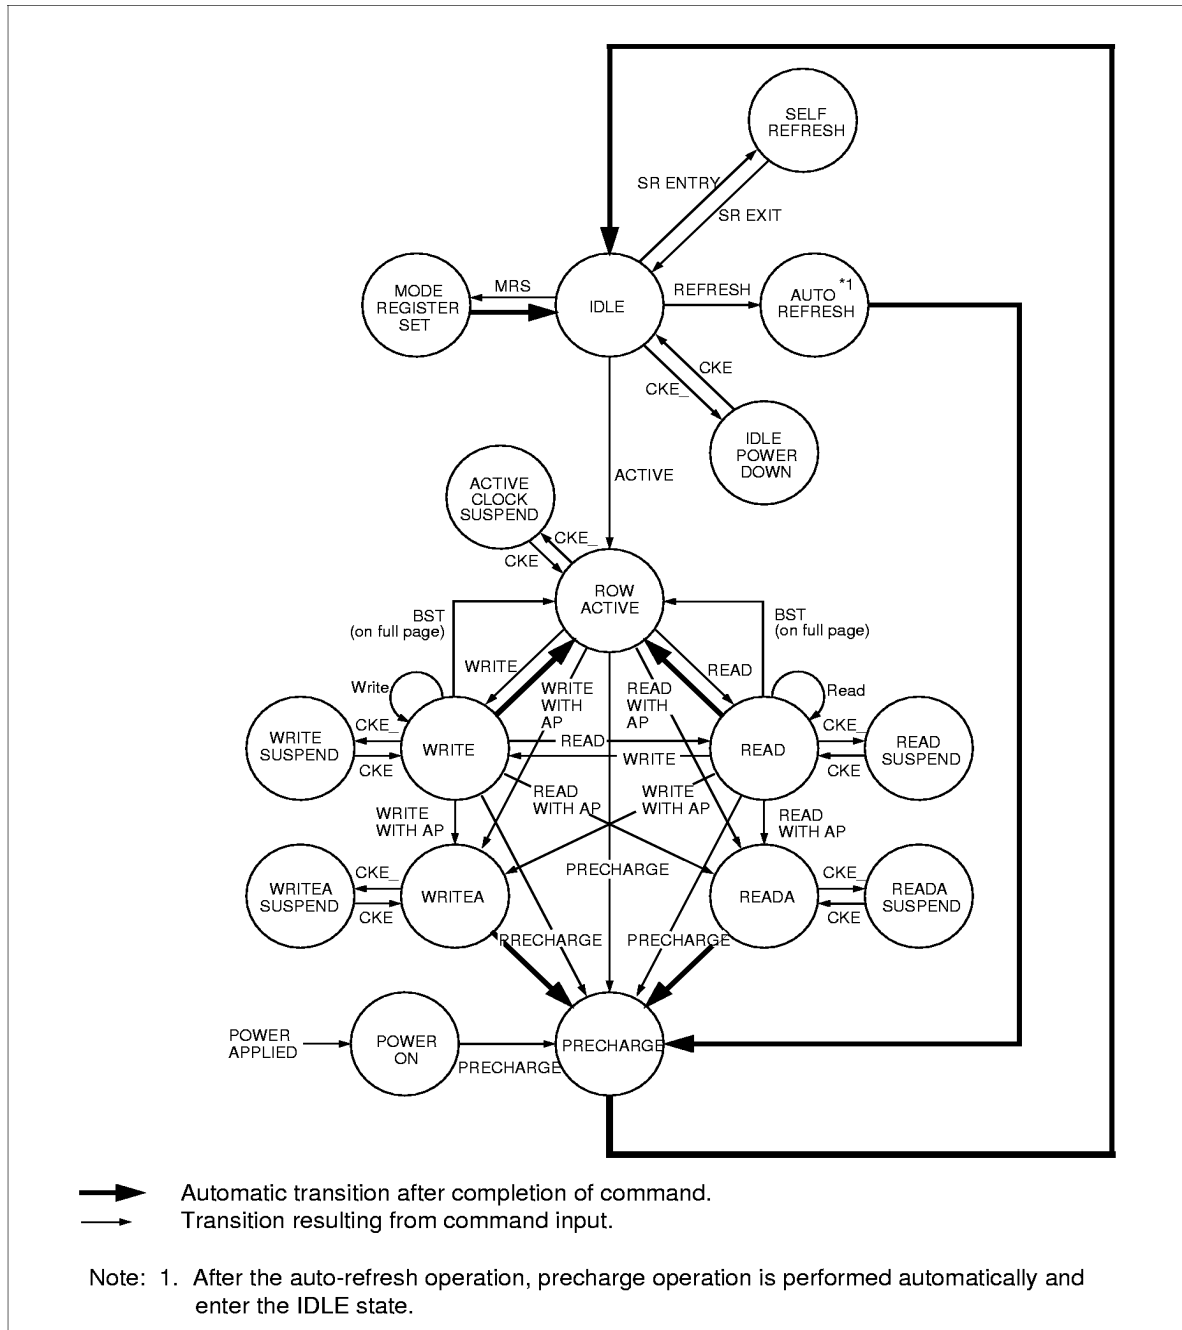 SELF
REFRESH
SR ENTRY
SR EXIT
MODE
REGISTER
SET
MRS
IDLE
REFRESH
AUTO *1
REFRESH
CKE
CKE_
IDLE
POWER
DOWN
ACTIVE
ACTIVE
CLOCK
SUSPEND
CKE_
CKE
ROW
ACTIVE
BST
(on full page)
BST
(on full page)
WRITE
READ
Write
WRITE
WITH
AP
READ
WITH
AP
Read
WRITE
SUSPEND
CKE_
CKE
WRITE
READ
WRITE
READ
CKE_
CKE
READ
SUSPEND
WRITE
WITH AP
READ
WITH AP
WRITE
WITH AP
READ
WITH AP
WRITEA
SUSPEND
CKE_
CKE
WRITEA
PRECHARGE
READA
CKE_
CKE
READA
SUSPEND
PRECHARGE
PRECHARGE
POWER
APPLIED
POWER
ON
PRECHARGE
PRECHARGE
Automatic transition after completion of command.
Transition resulting from command input.
Note: 1. After the auto-refresh operation, precharge operation is performed automatically and
enter the IDLE state.